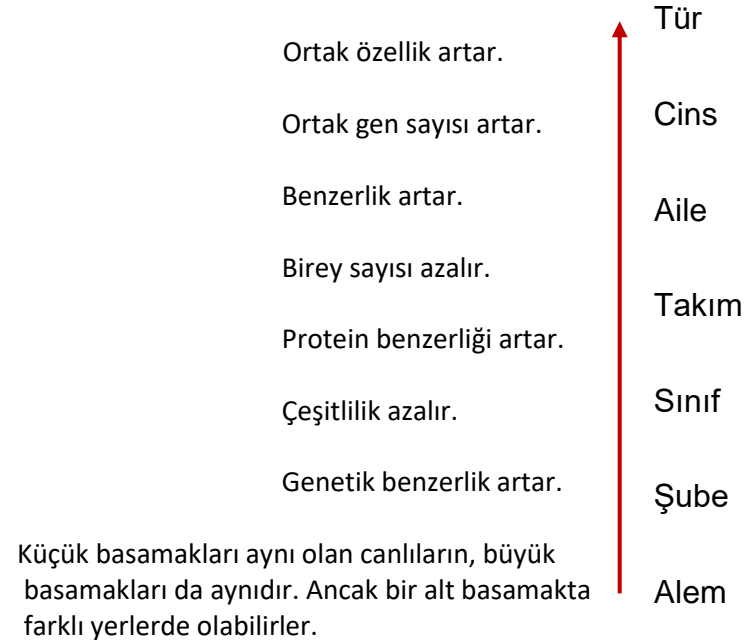 Tür
Ortak özellik artar.
Cins
Ortak gen sayısı artar.
Benzerlik artar.
Aile
Birey sayısı azalır.
Takım
Protein benzerliği artar.
Sınıf
Çeşitlilik azalır.
Genetik benzerlik artar.
Şube
Küçük basamakları aynı olan canlıların, büyük
basamakları da aynıdır. Ancak bir alt basamakta
Alem
farklı yerlerde olabilirler.